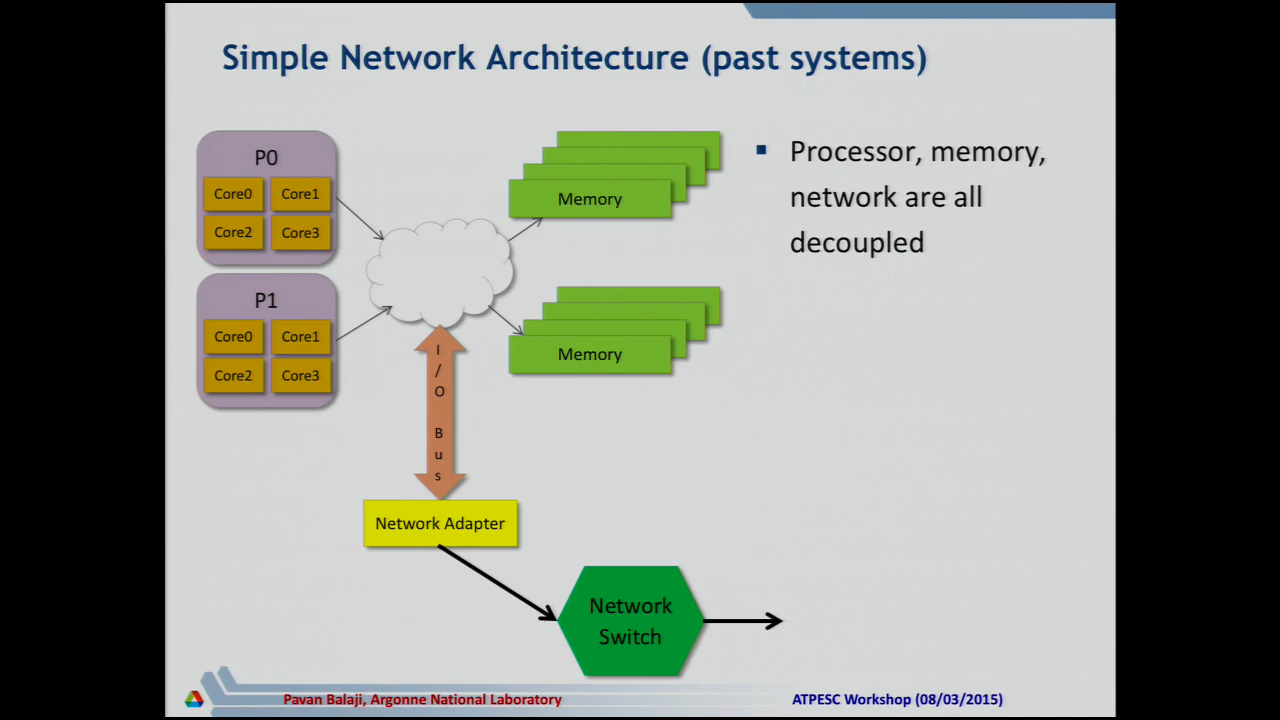 Simple Network Architecture (past systems)
P0
Core0
Core1
Core2
Core3
P1
Core0
Core1
Core2
Core3
Memory
Memory
I/O Bus
Network Adapter
Network
Switch
▪ Processor, memory,
network are all
decoupled
Pavan Balaji, Argonne National Laboratory
ATPESC Workshop (08/03/2015)